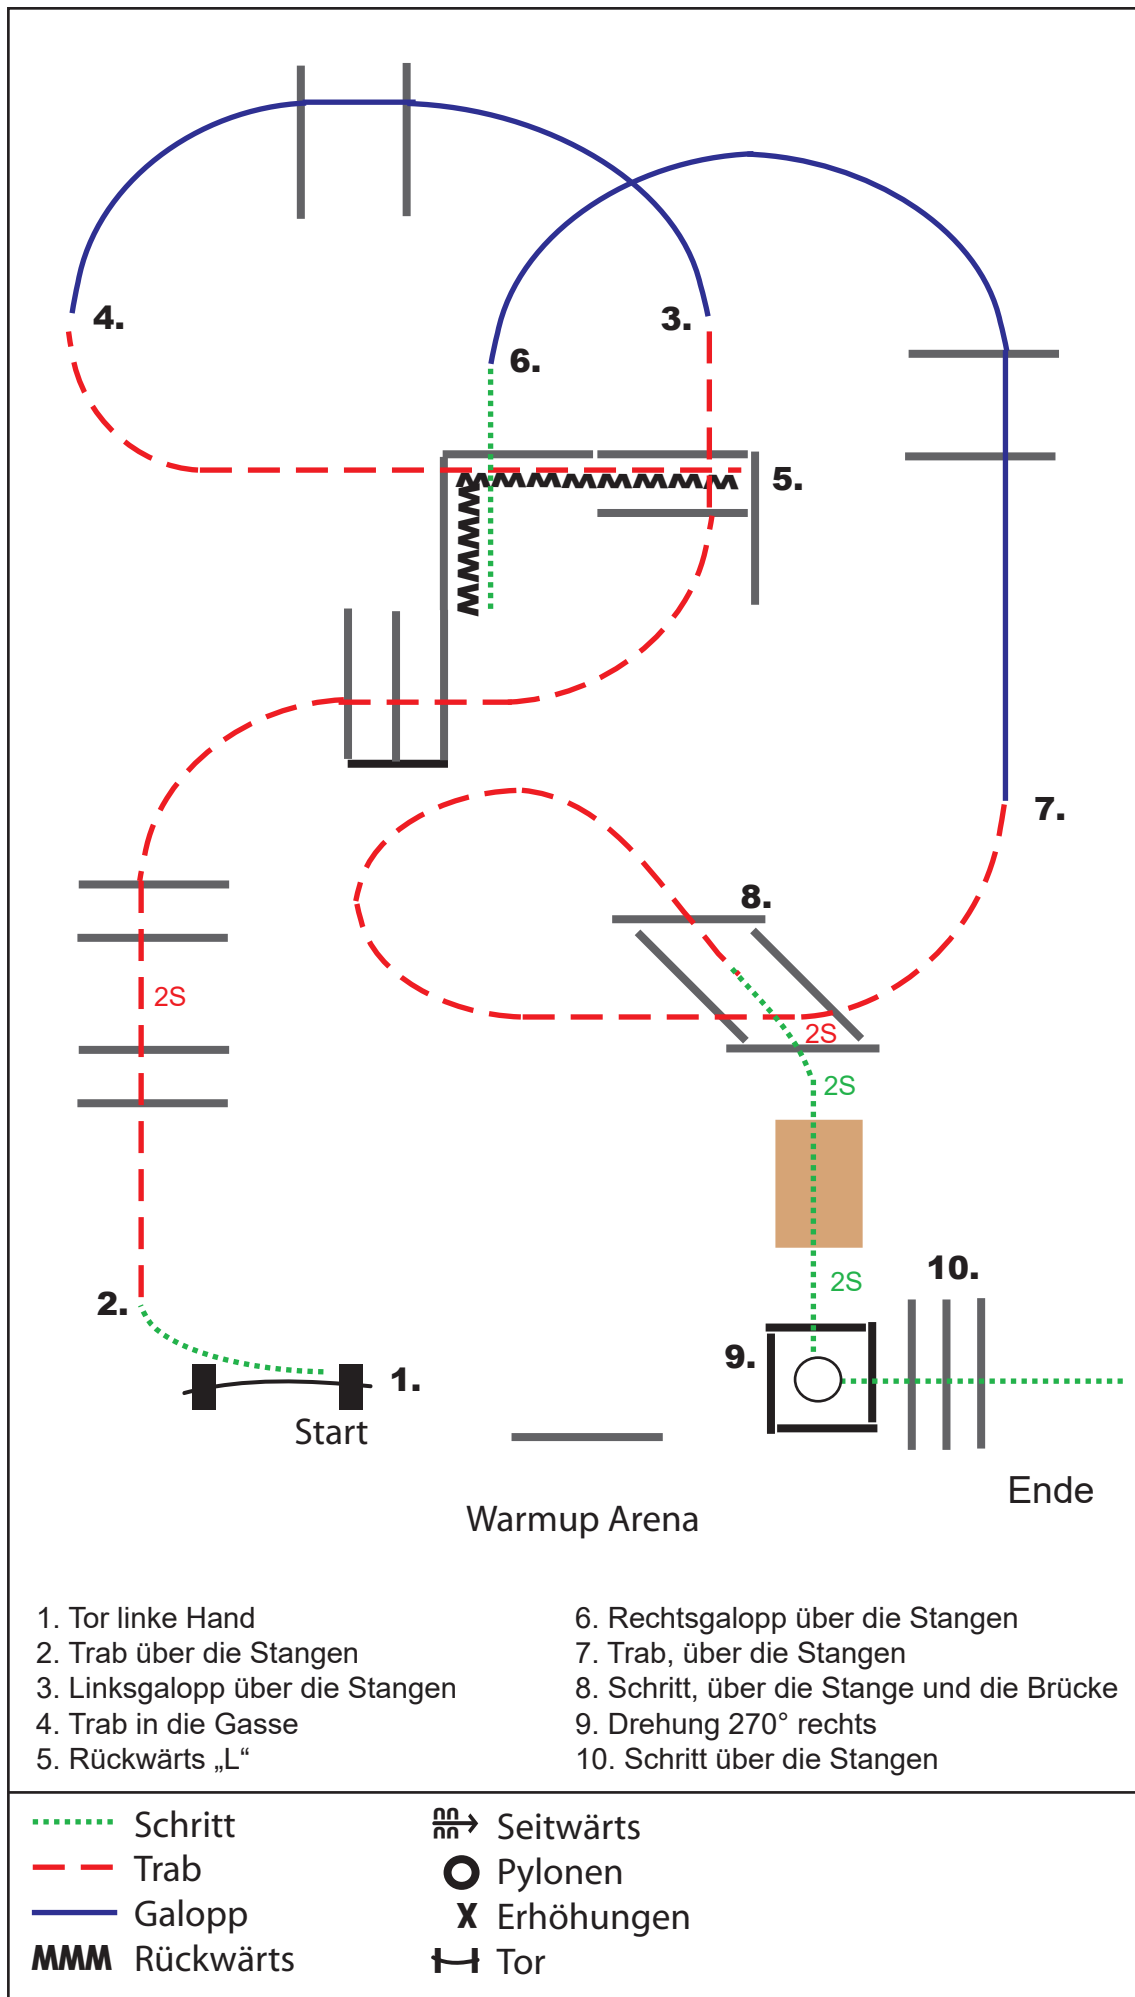 4.
3.
6.
5.
7.
8.
2S
2S
2S
10.
2S
2.
9.
1.
Start
Ende
Warmup Arena
1. Tor linke Hand
2. Trab über die Stangen
3. Linksgalopp über die Stangen
4. Trab in die Gasse
5. Rückwärts „L“
6. Rechtsgalopp über die Stangen
7. Trab, über die Stangen
8. Schritt, über die Stange und die Brücke
9. Drehung 270° rechts
10. Schritt über die Stangen
Schritt
Trab
Galopp
Rückwärts
Seitwärts
Pylonen
Erhöhungen
Tor